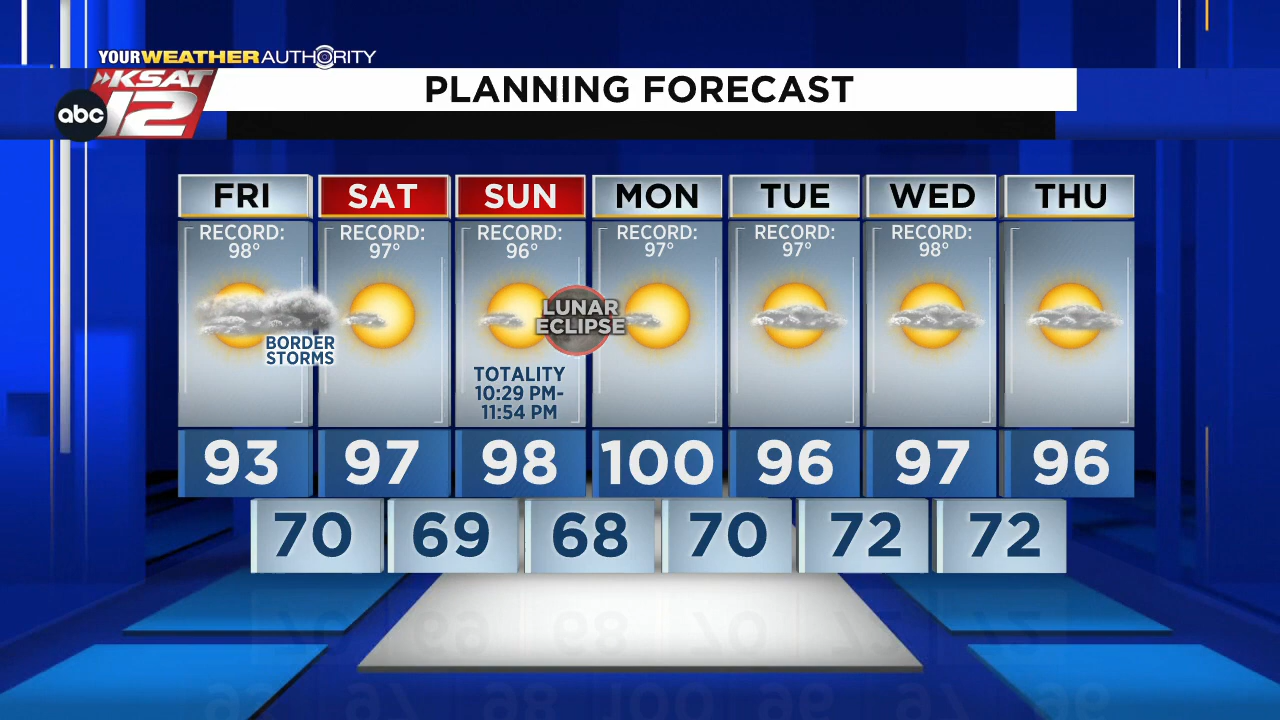 YOURWEATHERAUTHORITY
KSAT
abc 12
PLANNING FORECAST
FRI SAT SUN MON TUE WED THU
RECORD: RECORD: RECORD: RECORD: RECORD: RECORD:
98° 97° 96° 97° 97° 98°
LUNAR
ECLIPSE
BORDER
STORMS
TOTALITY
10:29 PM-
11:54 PM
93 97 98 100 96 97 96
70 69 68 70 72 72